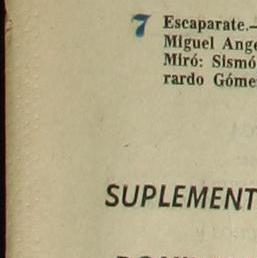 7 Escaparate.—
Miguel Ange
Miró: Sismó
rardo Góme
SUPLEMENT